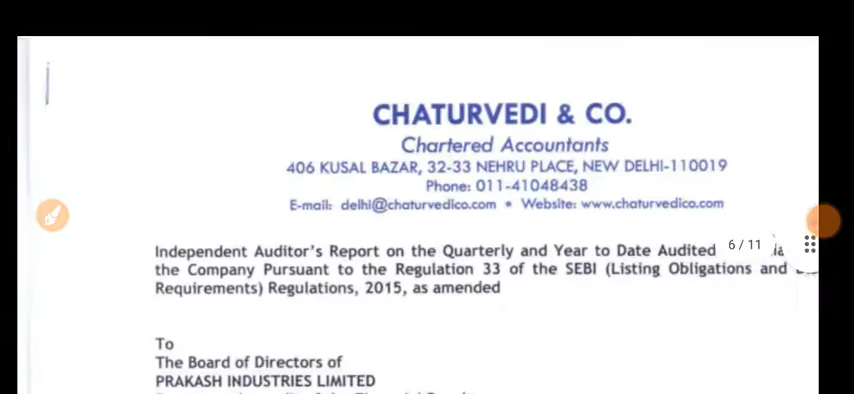 CHATURVEDI & CO.
Chartered Accountants
406 KUSAL BAZAR, 32-33 NEHRU PLACE, NEW DELHI-110019
Phone: 011-41048438
E-mail: delhi@chaturvedico.com • Website: www.chaturvedico.com
Independent Auditor's Report on the Quarterly and Year to Date Audited
6 / 11
the Company Pursuant to the Regulation 33 of the SEBI (Listing Obligations and
Requirements) Regulations, 2015, as amended
To
The Board of Directors of
PRAKASH INDUSTRIES LIMITED